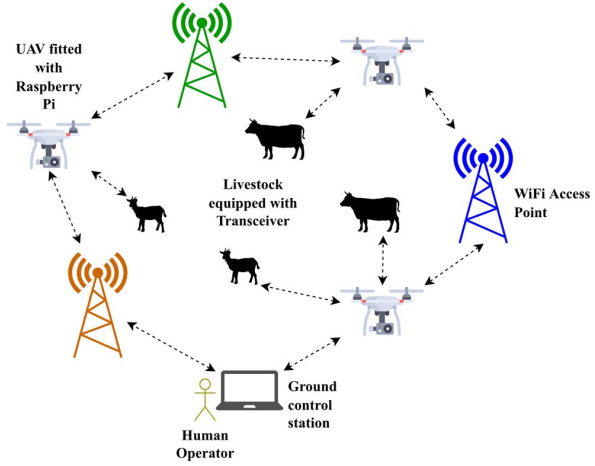 UAV fitted
with
Raspberry
Pi
Livestock
equipped with
Transceiver
WiFi Access
Point
Ground
control
station
Human
Operator